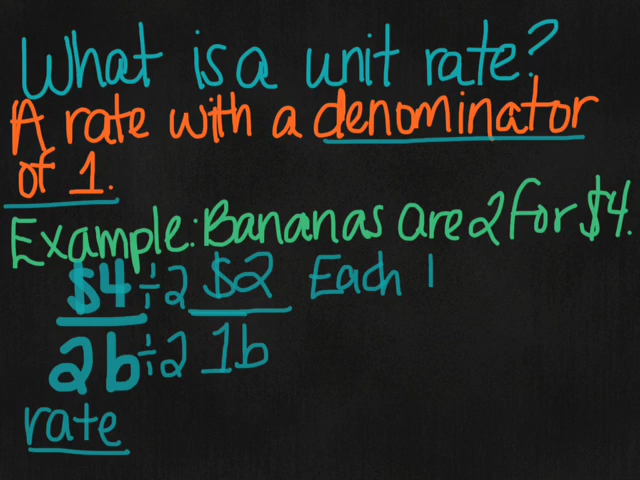 What is a unit rate?
A rate with a denominator
of 1.
Example: Bananas are 2 for $4.
$4 ÷ 2 $2 Each 1
2b ÷ 2 1b
rate